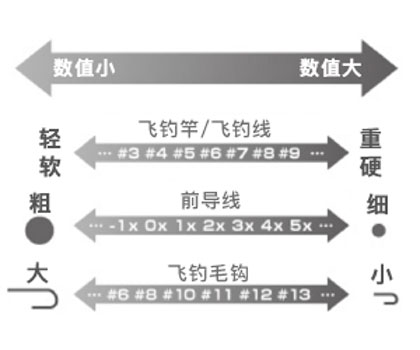 数值小 数值大
飞钓竿/飞钓线
轻软 ··· #3 #4 #5 #6 #7 #8 #9 ··· 重硬
前导线
粗 ··· -1x 0x 1x 2x 3x 4x 5x ··· 细
飞钓毛钩
大 ··· #6 #8 #10 #11 #12 #13 ··· 小